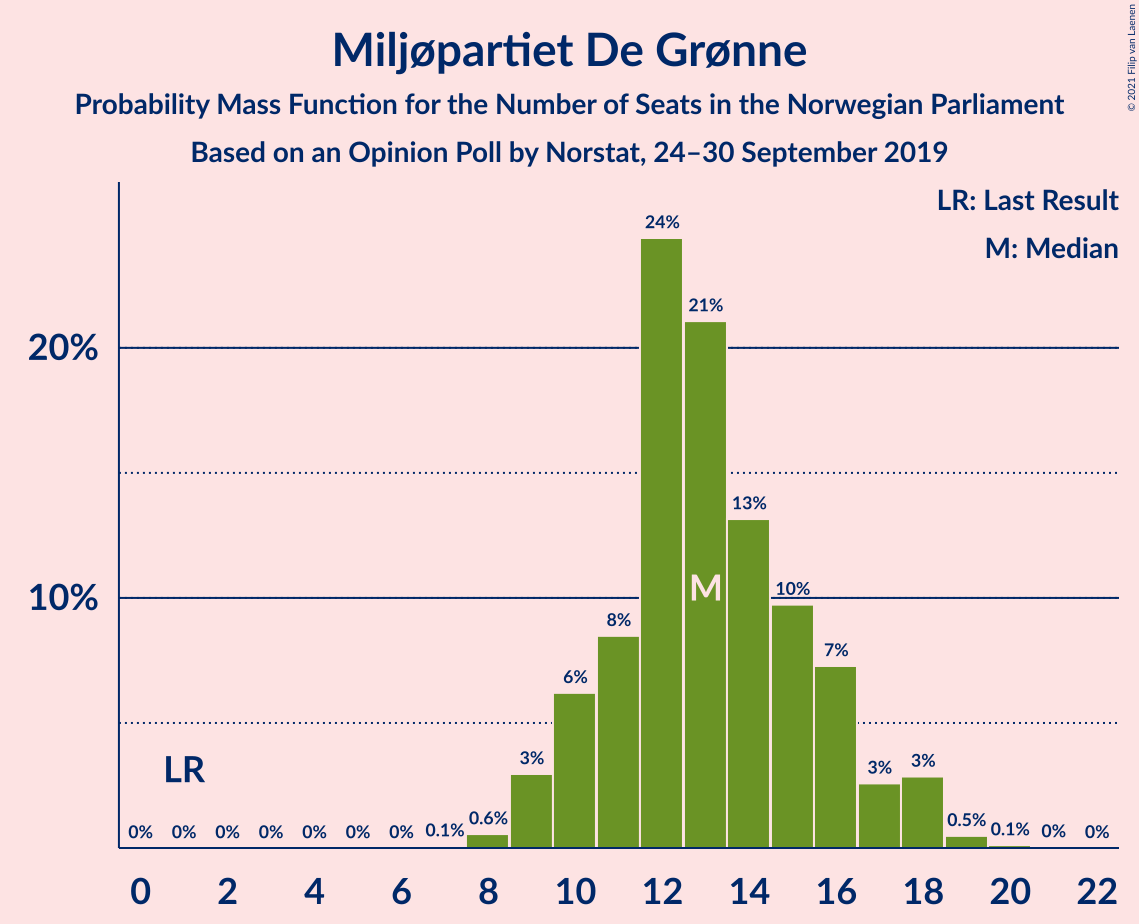 Miljøpartiet De Grønne
Probability Mass Function for the Number of Seats in the Norwegian Parliament
Based on an Opinion Poll by Norstat, 24–30 September 2019
© 2021 Filip van Laenen
LR: Last Result
M: Median
24%
21%
20%
13%
M
10%
10%
8%
7%
6%
LR
3%
3%
3%
0%
0%
0%
0%
0%
0%
0%
0.1%
0.6%
0.5%
0.1%
0%
0%
0 2 4 6 8 10 12 14 16 18 20 22